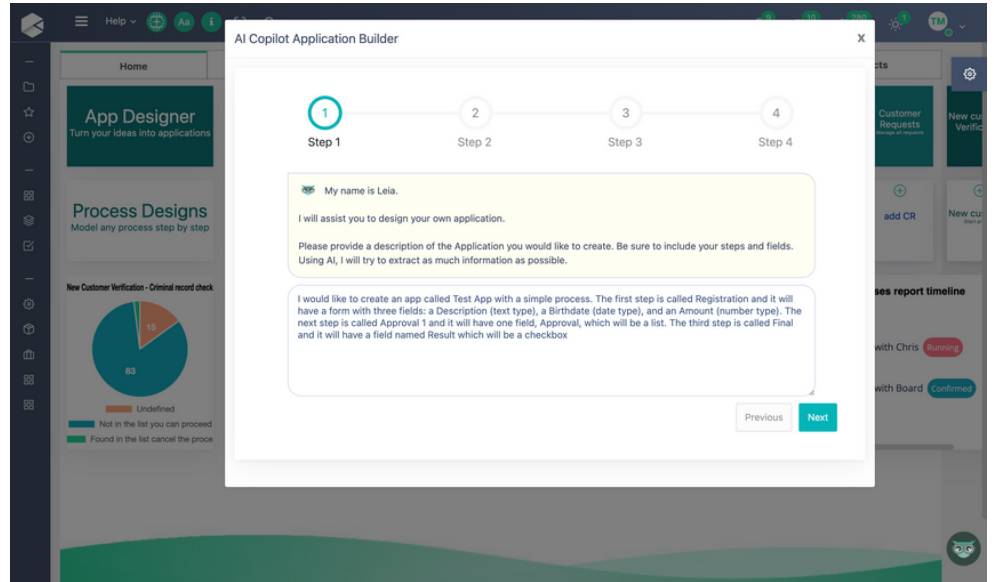 Help
Aa
i
9
10
280
1
TM
AI Copilot Application Builder
x
Home
cts
App Designer
Turn your ideas into applications
Customer
Requests
Manage all requests
New cu
Verific
1
2
3
4
Step 1
Step 2
Step 3
Step 4
My name is Leia.
I will assist you to design your own application.
Please provide a description of the Application you would like to create. Be sure to include your steps and fields.
Using AI, I will try to extract as much information as possible.
Process Designs
Model any process step by step
add CR
New cu
I would like to create an app called Test App with a simple process. The first step is called Registration and it will
have a form with three fields: a Description (text type), a Birthdate (date type), and an Amount (number type). The
next step is called Approval 1 and it will have one field, Approval, which will be a list. The third step is called Final
and it will have a field named Result which will be a checkbox
New Customer Verification - Criminal record check
15
83
Undefined
Not in the list you can proceed
Found in the list cancel the proce
ses report timeline
with Chris Running
with Board Confirmed
Previous
Next